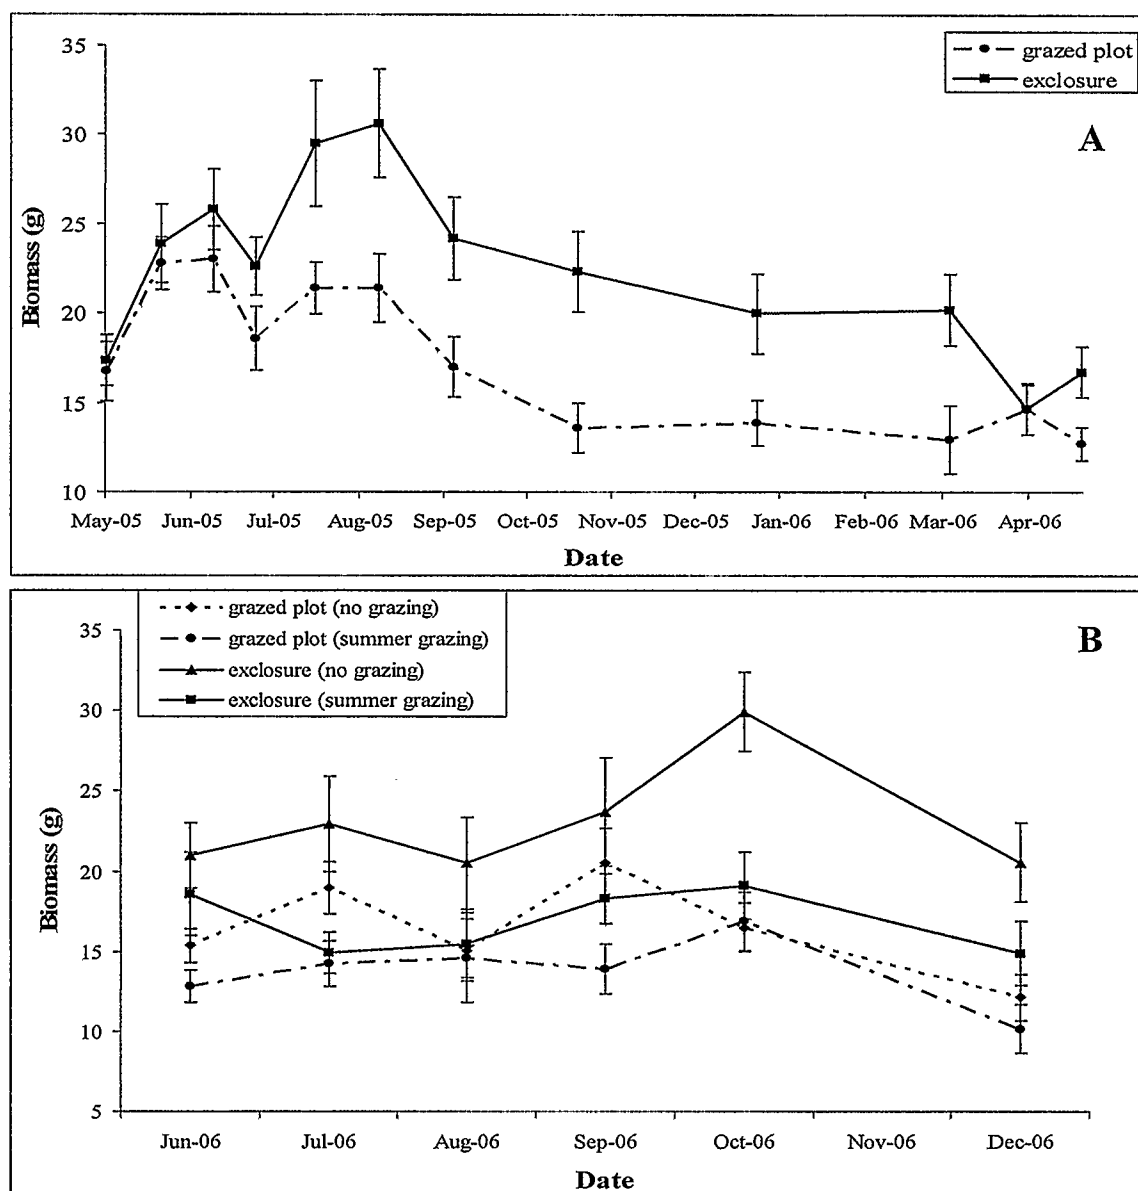 35
30
25
20
15
10
Biomass (g)
grazed plot
exclosure
A
May-05 Jun-05 Jul-05 Aug-05 Sep-05 Oct-05 Nov-05 Dec-05 Jan-06 Feb-06 Mar-06 Apr-06
Date
grazed plot (no grazing)
grazed plot (summer grazing)
exclosure (no grazing)
exclosure (summer grazing)
B
35
30
25
20
15
10
5
Biomass (g)
Jun-06 Jul-06 Aug-06 Sep-06 Oct-06 Nov-06 Dec-06
Date